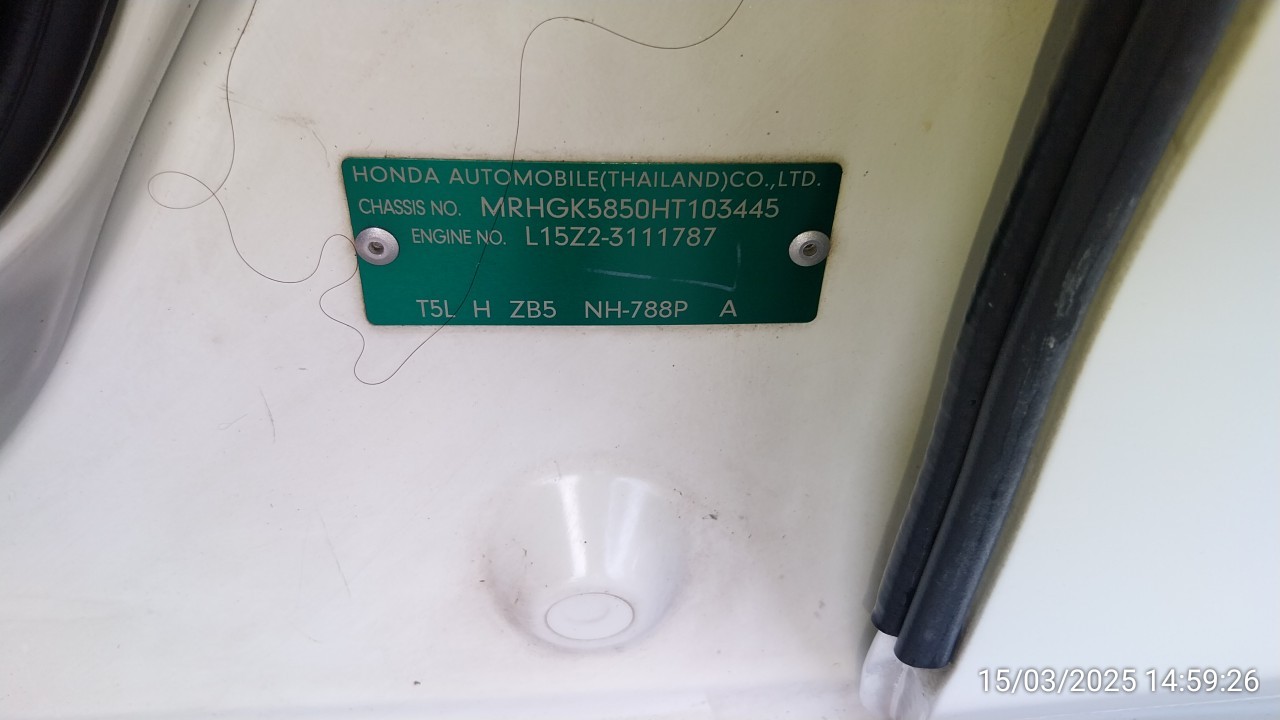 HONDA AUTOMOBILE(THAILAND)CO.,LTD.
CHASSIS NO. MRHGK5850HT103445
ENGINE NO. L15Z2-3111787
T5L H ZB5 NH-788P A
15/03/2025 14:59:26